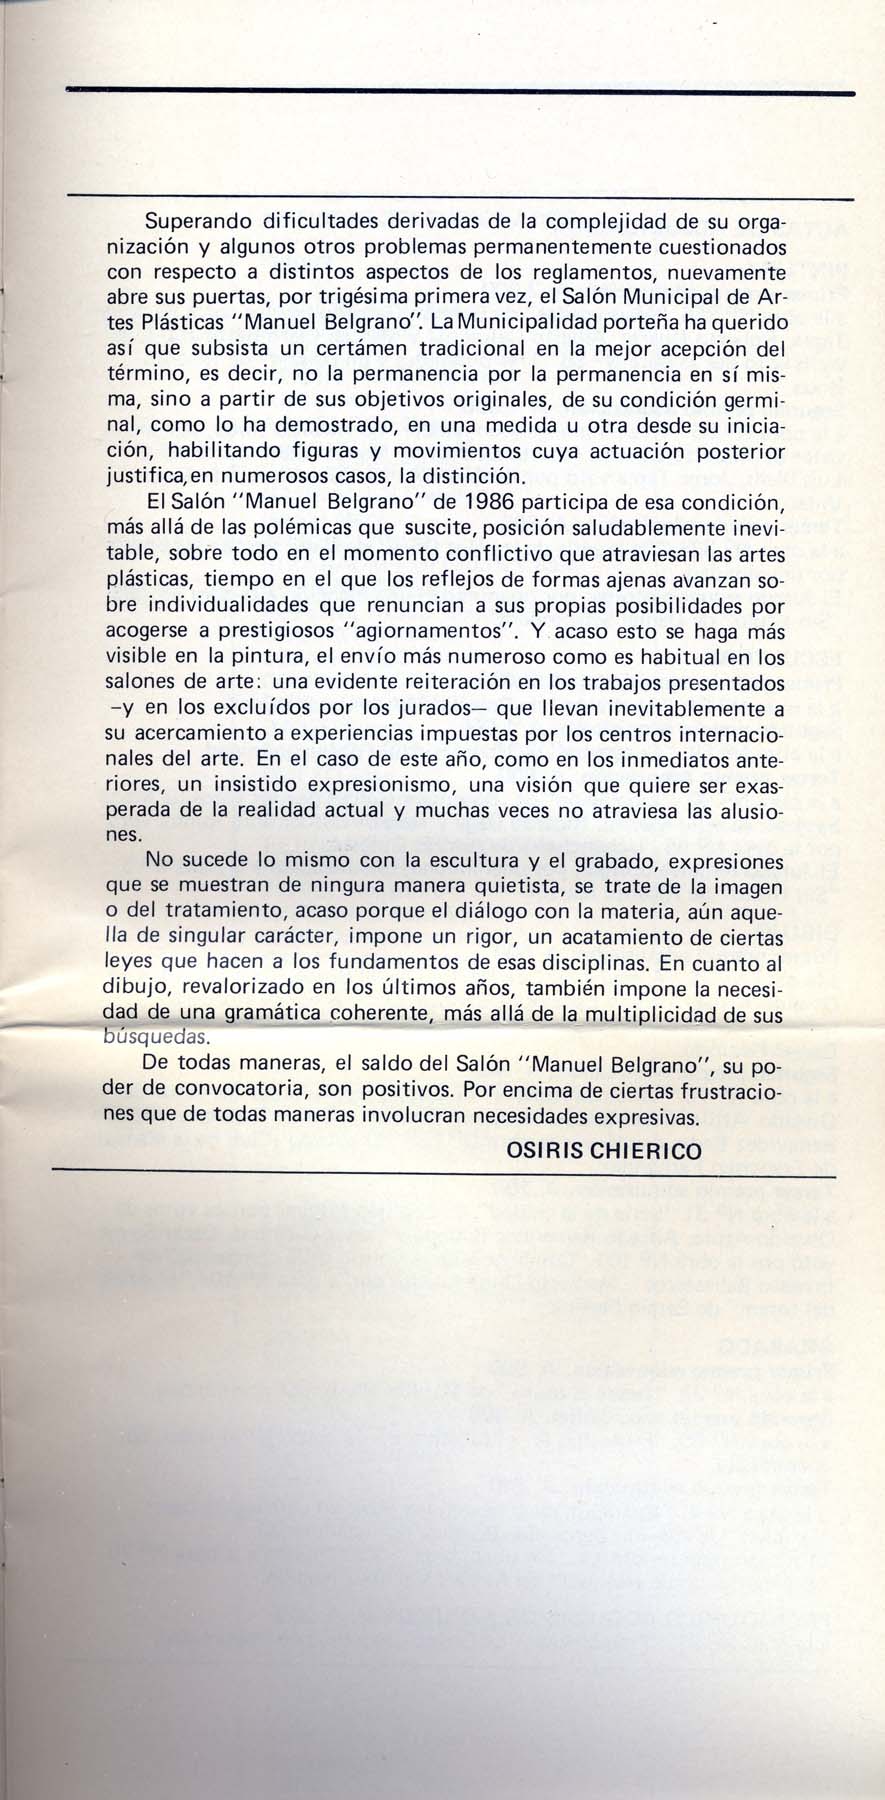 Superando dificultades derivadas de la complejidad de su orga-
nización y algunos otros problemas permanentemente cuestionados
con respecto a distintos aspectos de los reglamentos, nuevamente
abre sus puertas, por trigésima primera vez, el Salón Municipal de Ar-
tes Plásticas "Manuel Belgrano". La Municipalidad porteña ha querido
así que subsista un certámen tradicional en la mejor acepción del
término, es decir, no la permanencia por la permanencia en sí mis-
ma, sino a partir de sus objetivos originales, de su condición germi-
nal, como lo ha demostrado, en una medida u otra desde su inicia-
ción, habilitando figuras y movimientos cuya actuación posterior
justifica, en numerosos casos, la distinción.
El Salón "Manuel Belgrano" de 1986 participa de esa condición,
más allá de las polémicas que suscite, posición saludablemente inevi-
table, sobre todo en el momento conflictivo que atraviesan las artes
plásticas, tiempo en el que los reflejos de formas ajenas avanzan so-
bre individualidades que renuncian a sus propias posibilidades por
acogerse a prestigiosos "agiornamentos". Y acaso esto se haga más
visible en la pintura, el envío más numeroso como es habitual en los
salones de arte: una evidente reiteración en los trabajos presentados
–y en los excluídos por los jurados— que llevan inevitablemente a
su acercamiento a experiencias impuestas por los centros internacio-
nales del arte. En el caso de este año, como en los inmediatos ante-
riores, un insistido expresionismo, una visión que quiere ser exas-
perada de la realidad actual y muchas veces no atraviesa las alusio-
nes.
No sucede lo mismo con la escultura y el grabado, expresiones
que se muestran de ningura manera quietista, se trate de la imagen
o del tratamiento, acaso porque el diálogo con la materia, aún aque-
lla de singular carácter, impone un rigor, un acatamiento de ciertas
leyes que hacen a los fundamentos de esas disciplinas. En cuanto al
dibujo, revalorizado en los últimos años, también impone la necesi-
dad de una gramática coherente, más allá de la multiplicidad de sus
búsquedas.
De todas maneras, el saldo del Salón "Manuel Belgrano", su po-
der de convocatoria, son positivos. Por encima de ciertas frustracio-
nes que de todas maneras involucran necesidades expresivas.
OSIRIS CHIERICO